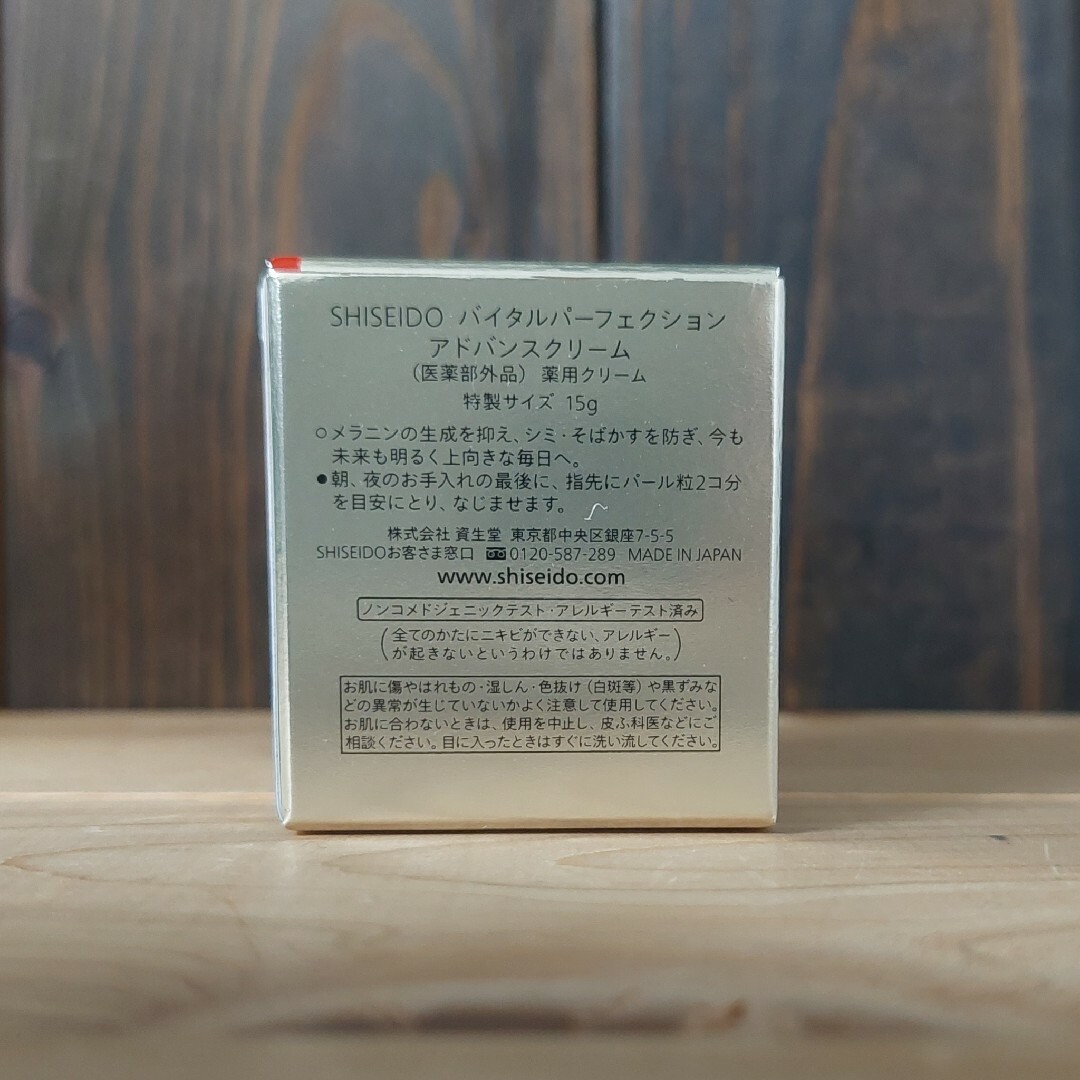 SHISEIDO バイタルパーフェクション
アドバンスクリーム
（医薬部外品） 薬用クリーム
特製サイズ 15g
○メラニンの生成を抑え、シミ・そばかすを防ぎ、今も
未来も明るく上向きな毎日へ。
●朝、夜のお手入れの最後に、指先にパール粒2コ分
を目安にとり、なじませます。
株式会社 資生堂 東京都中央区銀座7-5-5
SHISEIDOお客さま窓口 0120-587-289 MADE IN JAPAN
www.shiseido.com
ノンコメドジェニックテスト・アレルギーテスト済み
（全てのかたにニキビができない、アレルギー
が起きないというわけではありません。）
お肌に傷やはれもの・湿しん・色抜け（白斑等）や黒ずみな
どの異常が生じていないかよく注意して使用してください。
お肌に合わないときは、使用を中止し、皮ふ科医などにご
相談ください。目に入ったときはすぐに洗い流してください。